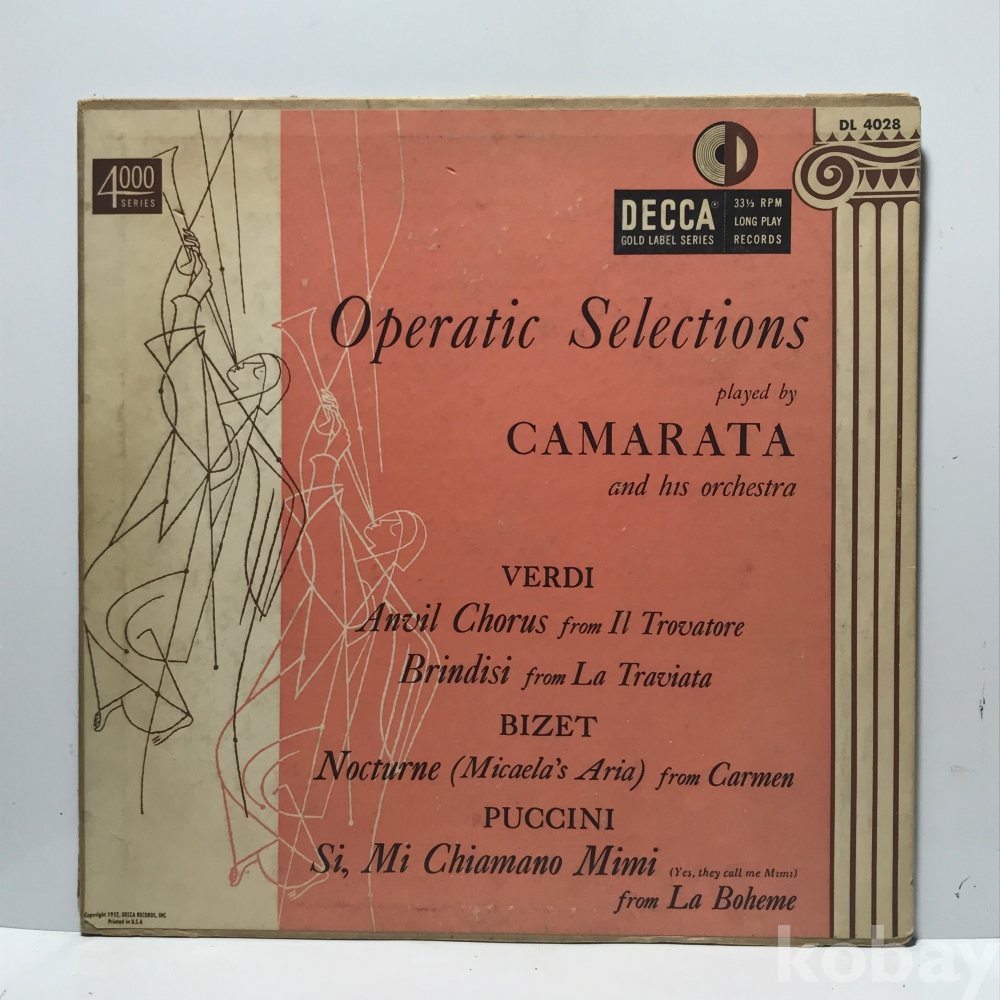 DL 4028
4000
SERIES
DECCA®
GOLD LABEL SERIES
33⅓ RPM
LONG PLAY
RECORDS
Operatic Selections
played by
CAMARATA
and his orchestra
VERDI
Anvil Chorus from Il Trovatore
Brindisi from La Traviata
BIZET
Nocturne (Micaela's Aria) from Carmen
PUCCINI
Si, Mi Chiamano Mimi (Yes, they call me Mimi)
from La Boheme
Copyright 1952, DECCA RECORDS, INC.
Printed in U.S.A
kobay